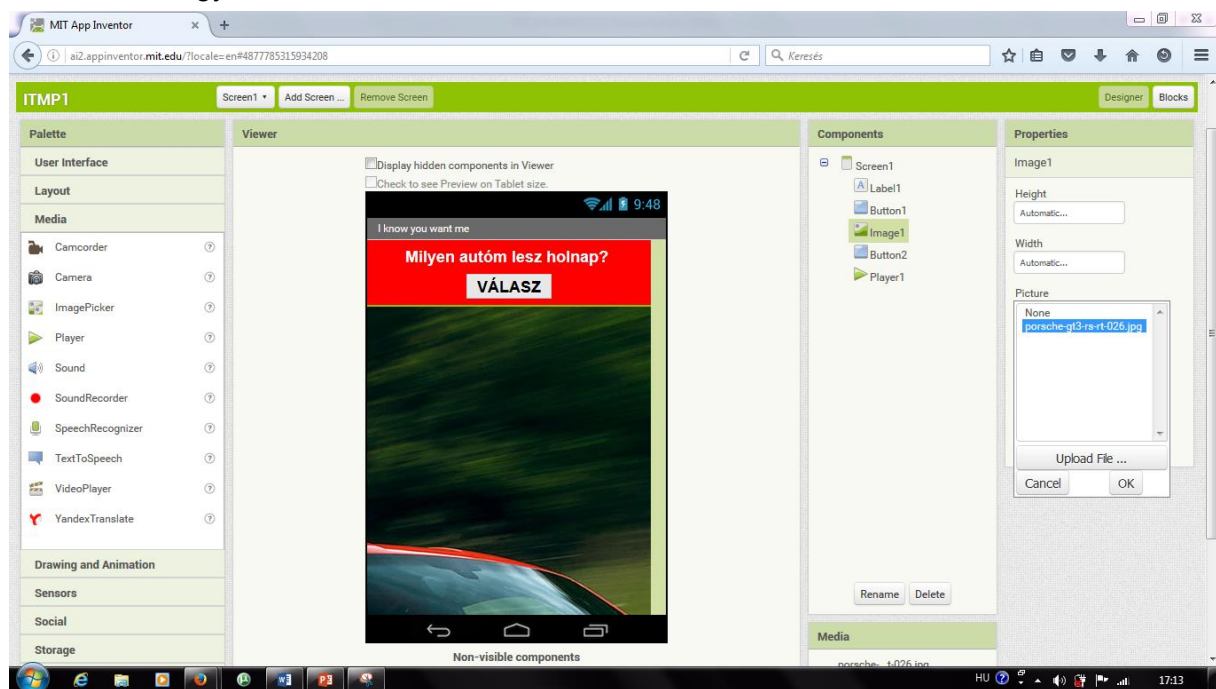 MIT App Inventor
ai2.appinventor.mit.edu/?locale=en#4877785315934208
Keresés
ITMP1
Screen1
Add Screen ...
Remove Screen
Designer
Blocks
Palette
Viewer
Components
Properties
User Interface
Layout
Media
Camcorder
Camera
ImagePicker
Player
Sound
SoundRecorder
SpeechRecognizer
TextToSpeech
VideoPlayer
YandexTranslate
Drawing and Animation
Sensors
Social
Storage
Display hidden components in Viewer
Check to see Preview on Tablet size.
9:48
I know you want me
Milyen autóm lesz holnap?
VÁLASZ
Non-visible components
Screen1
Label1
Button1
Image1
Button2
Player1
Rename
Delete
Media
Image1
Height
Automatic...
Width
Automatic...
Picture
None
porsche-gt3-rs-rt-026.jpg
Upload File ...
Cancel
OK
HU
17:13